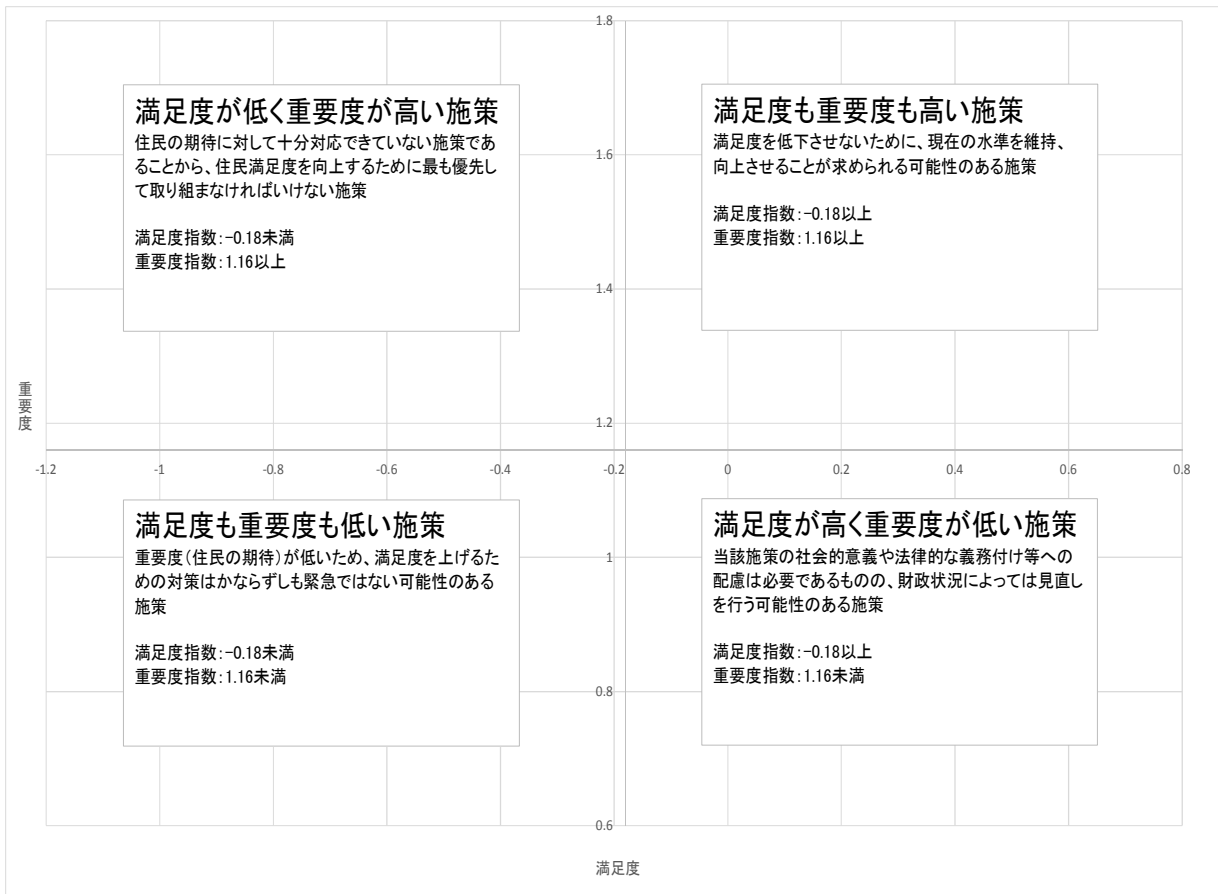 1.8
満足度が低く重要度が高い施策
住民の期待に対して十分対応できていない施策であ
ることから、住民満足度を向上するために最も優先し
て取り組まなければいけない施策
満足度指数：-0.18未満
重要度指数：1.16以上
満足度も重要度も高い施策
満足度を低下させないために、現在の水準を維持、
向上させることが求められる可能性のある施策
満足度指数：-0.18以上
重要度指数：1.16以上
1.6
1.4
重要度
1.2
-1.2
-1
-0.8
-0.6
-0.4
-0.2
0
0.2
0.4
0.6
0.8
満足度も重要度も低い施策
重要度（住民の期待）が低いため、満足度を上げるた
めの対策はかならずしも緊急ではない可能性のある
施策
満足度指数：-0.18未満
重要度指数：1.16未満
満足度が高く重要度が低い施策
当該施策の社会的意義や法律的な義務付け等への
配慮は必要であるものの、財政状況によっては見直し
を行う可能性のある施策
満足度指数：-0.18以上
重要度指数：1.16未満
1
0.8
0.6
満足度